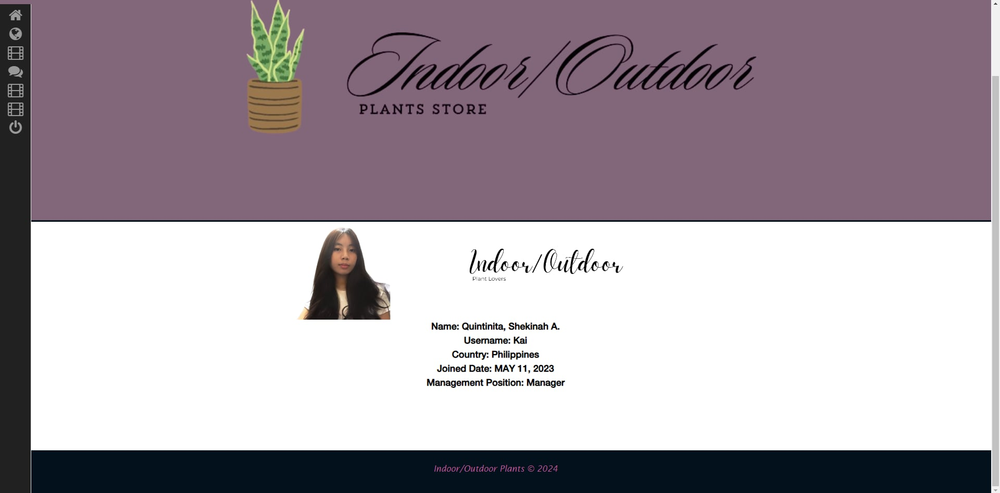 Indoor/Outdoor
PLANTS STORE
Indoor/Outdoor
Plant Lovers
Name: Quintinita, Shekinah A.
Username: Kai
Country: Philippines
Joined Date: MAY 11, 2023
Management Position: Manager
Indoor/Outdoor Plants © 2024